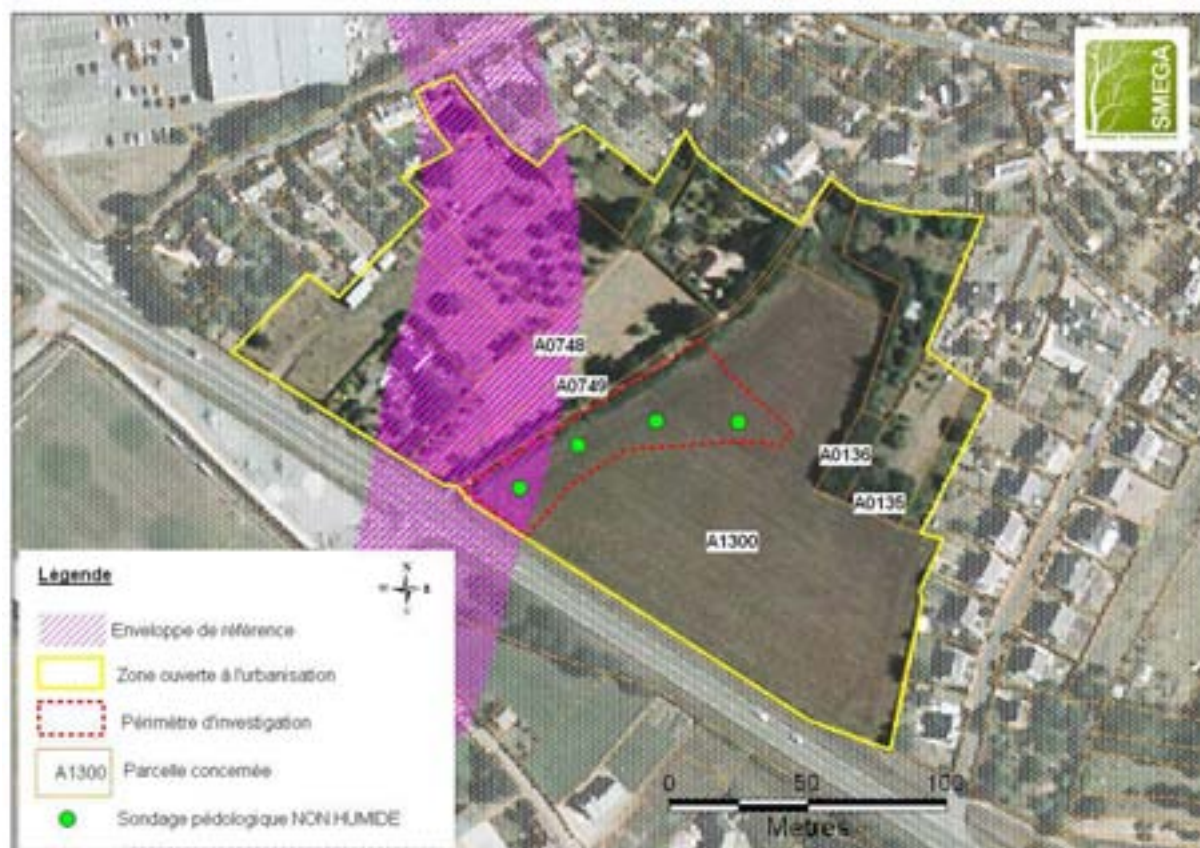 SMEGA
A0748
A0749
A0136
A0135
A1300
Légende
N
Enveloppe de référence
Zone ouverte à l'urbanisation
Périmètre d'investigation
A1300 Parcelle concernée
Sondage pédologique NON HUMIDE
0 50 100
Mètres